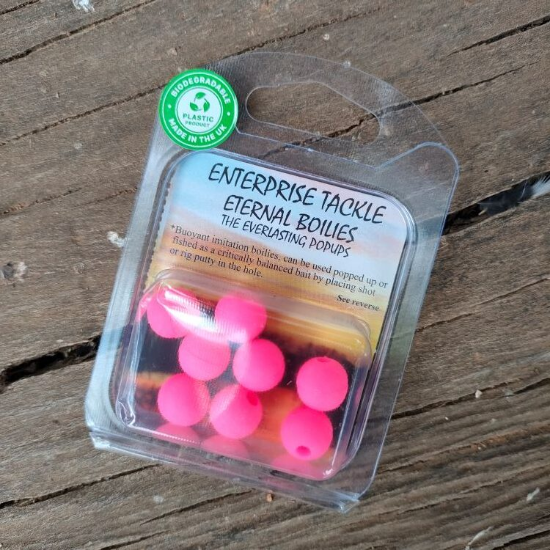 BIODEGRADABLE
PLASTIC
PRODUCT
MADE IN THE UK
ENTERPRISE TACKLE
ETERNAL BOILIES
THE EVERLASTING POPUPS
*Buoyant imitation boilies, can be used popped up or
fished as a critically balanced bait by placing shot
or rig putty in the hole.
See reverse.